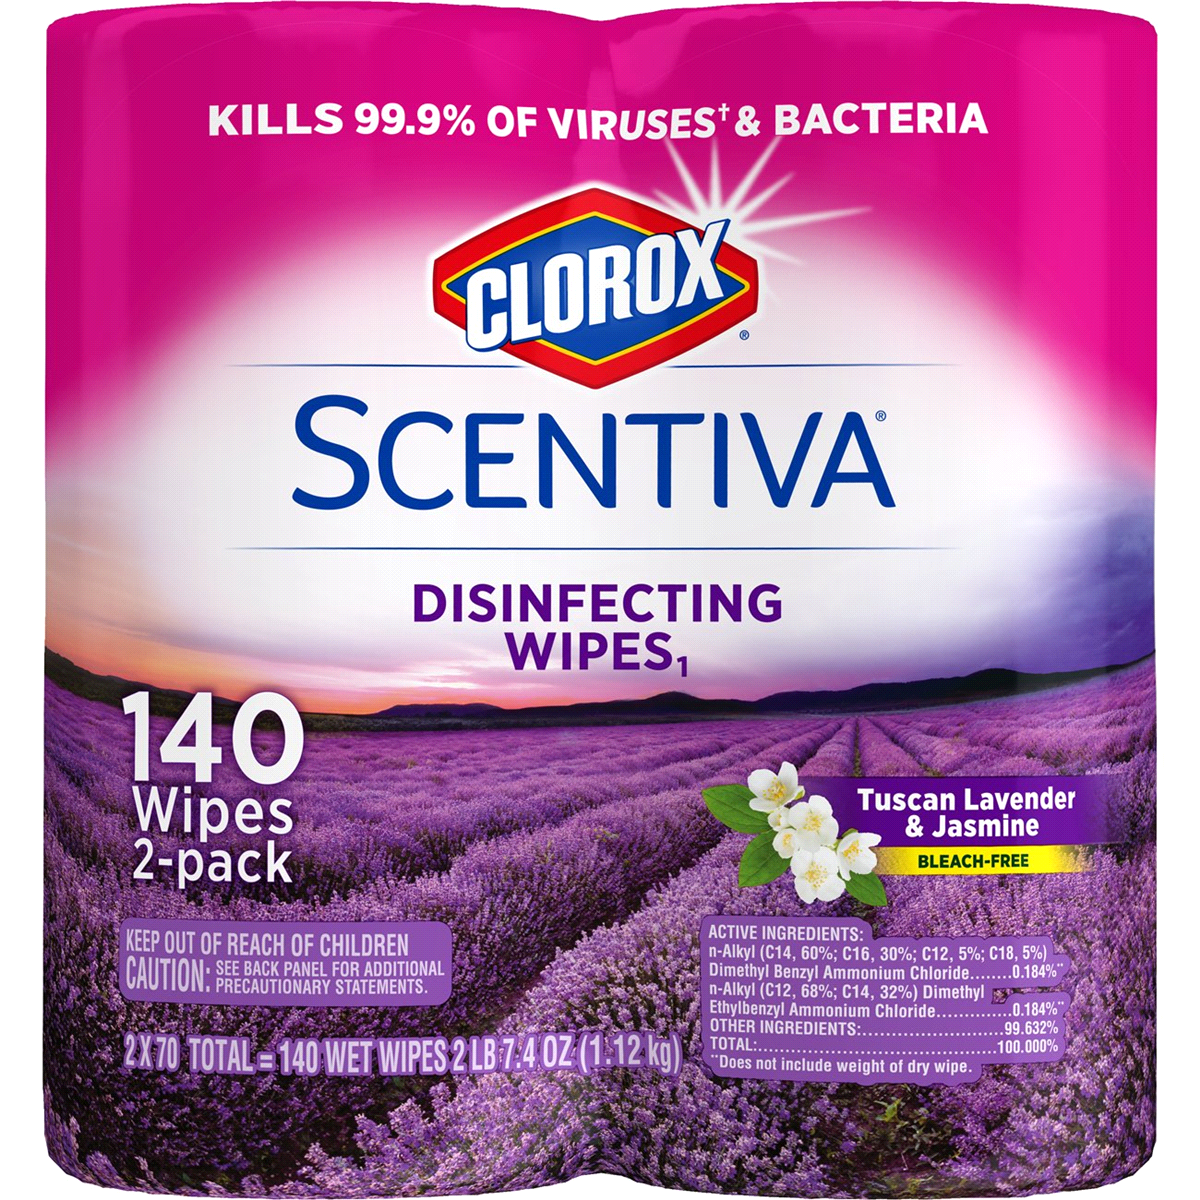 KILLS 99.9% OF VIRUSES† & BACTERIA
CLOROX®
SCENTIVA®
DISINFECTING
WIPES1
140
Wipes
2-pack
Tuscan Lavender
& Jasmine
BLEACH-FREE
KEEP OUT OF REACH OF CHILDREN
CAUTION: SEE BACK PANEL FOR ADDITIONAL
PRECAUTIONARY STATEMENTS.
2 X 70 TOTAL = 140 WET WIPES 2 LB 7.4 OZ (1.12 kg)
ACTIVE INGREDIENTS:
n-Alkyl (C14, 60%; C16, 30%; C12, 5%; C18, 5%)
Dimethyl Benzyl Ammonium Chloride.......0.184%**
n-Alkyl (C12, 68%; C14, 32%) Dimethyl
Ethylbenzyl Ammonium Chloride............0.184%**
OTHER INGREDIENTS:......................99.632%
TOTAL:.....................................100.000%
**Does not include weight of dry wipe.